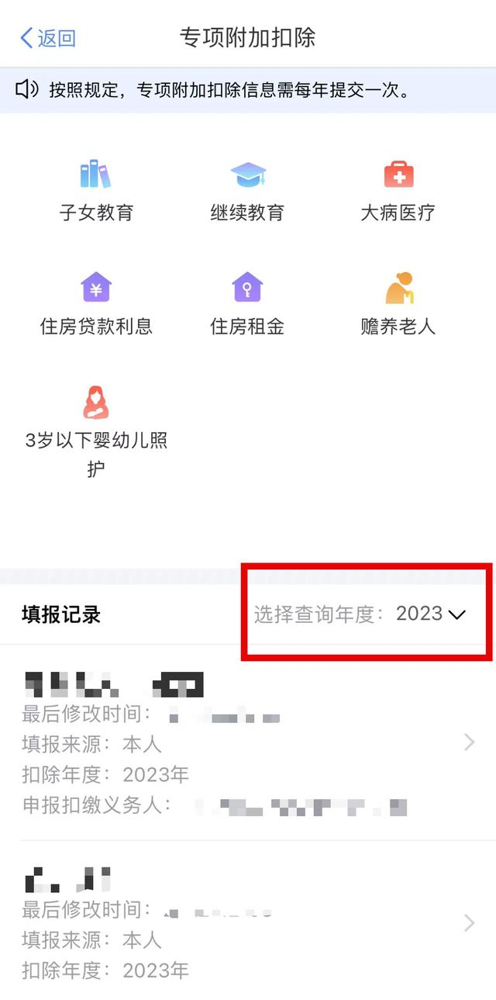 返回
专项附加扣除
按照规定，专项附加扣除信息需每年提交一次。
子女教育
继续教育
大病医疗
住房贷款利息
住房租金
赡养老人
3岁以下婴幼儿照
护
填报记录
选择查询年度：2023
最后修改时间：
填报来源：本人
扣除年度：2023年
申报扣缴义务人：
最后修改时间：
填报来源：本人
扣除年度：2023年